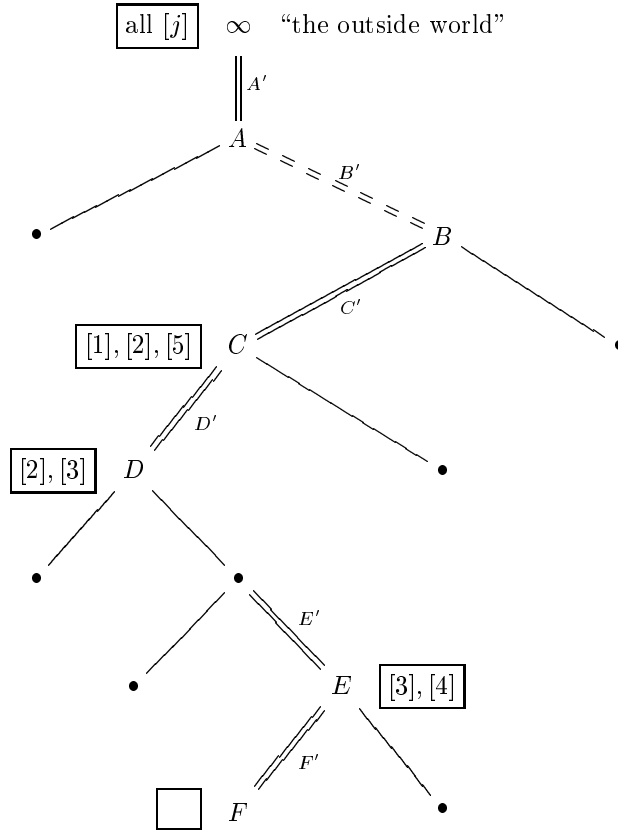 all [j] ∞ “the outside world”
A′
A
B′
B
C′
[1], [2], [5] C
D′
[2], [3] D
E′
E [3], [4]
F′
F